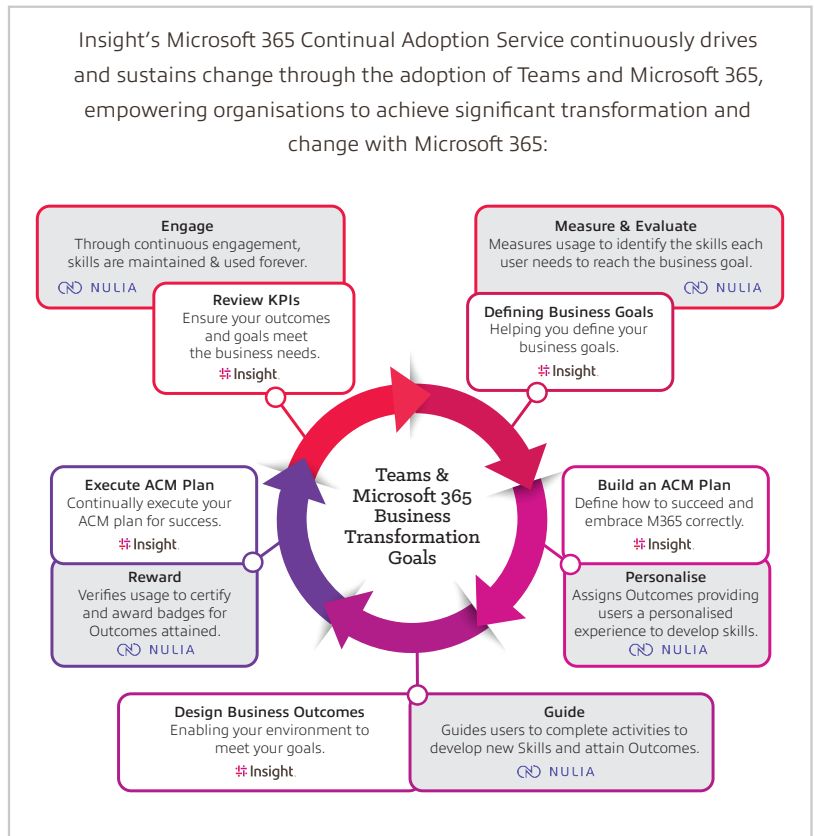 Insight's Microsoft 365 Continual Adoption Service continuously drives
and sustains change through the adoption of Teams and Microsoft 365,
empowering organisations to achieve significant transformation and
change with Microsoft 365:
Engage
Through continuous engagement,
skills are maintained & used forever.
NULIA
Review KPIs
Ensure your outcomes
and goals meet
the business needs.
Insight.
Measure & Evaluate
Measures usage to identify the skills each
user needs to reach the business goal.
NULIA
Defining Business Goals
Helping you define your
business goals.
Insight.
Teams &
Microsoft 365
Business
Transformation
Goals
Execute ACM Plan
Continually execute your
ACM plan for success.
Insight.
Reward
Verifies usage to certify
and award badges for
Outcomes attained.
NULIA
Build an ACM Plan
Define how to succeed and
embrace M365 correctly.
Insight.
Personalise
Assigns Outcomes providing
users a personalised
experience to develop skills.
NULIA
Design Business Outcomes
Enabling your environment to
meet your goals.
Insight.
Guide
Guides users to complete activities to
develop new Skills and attain Outcomes.
NULIA